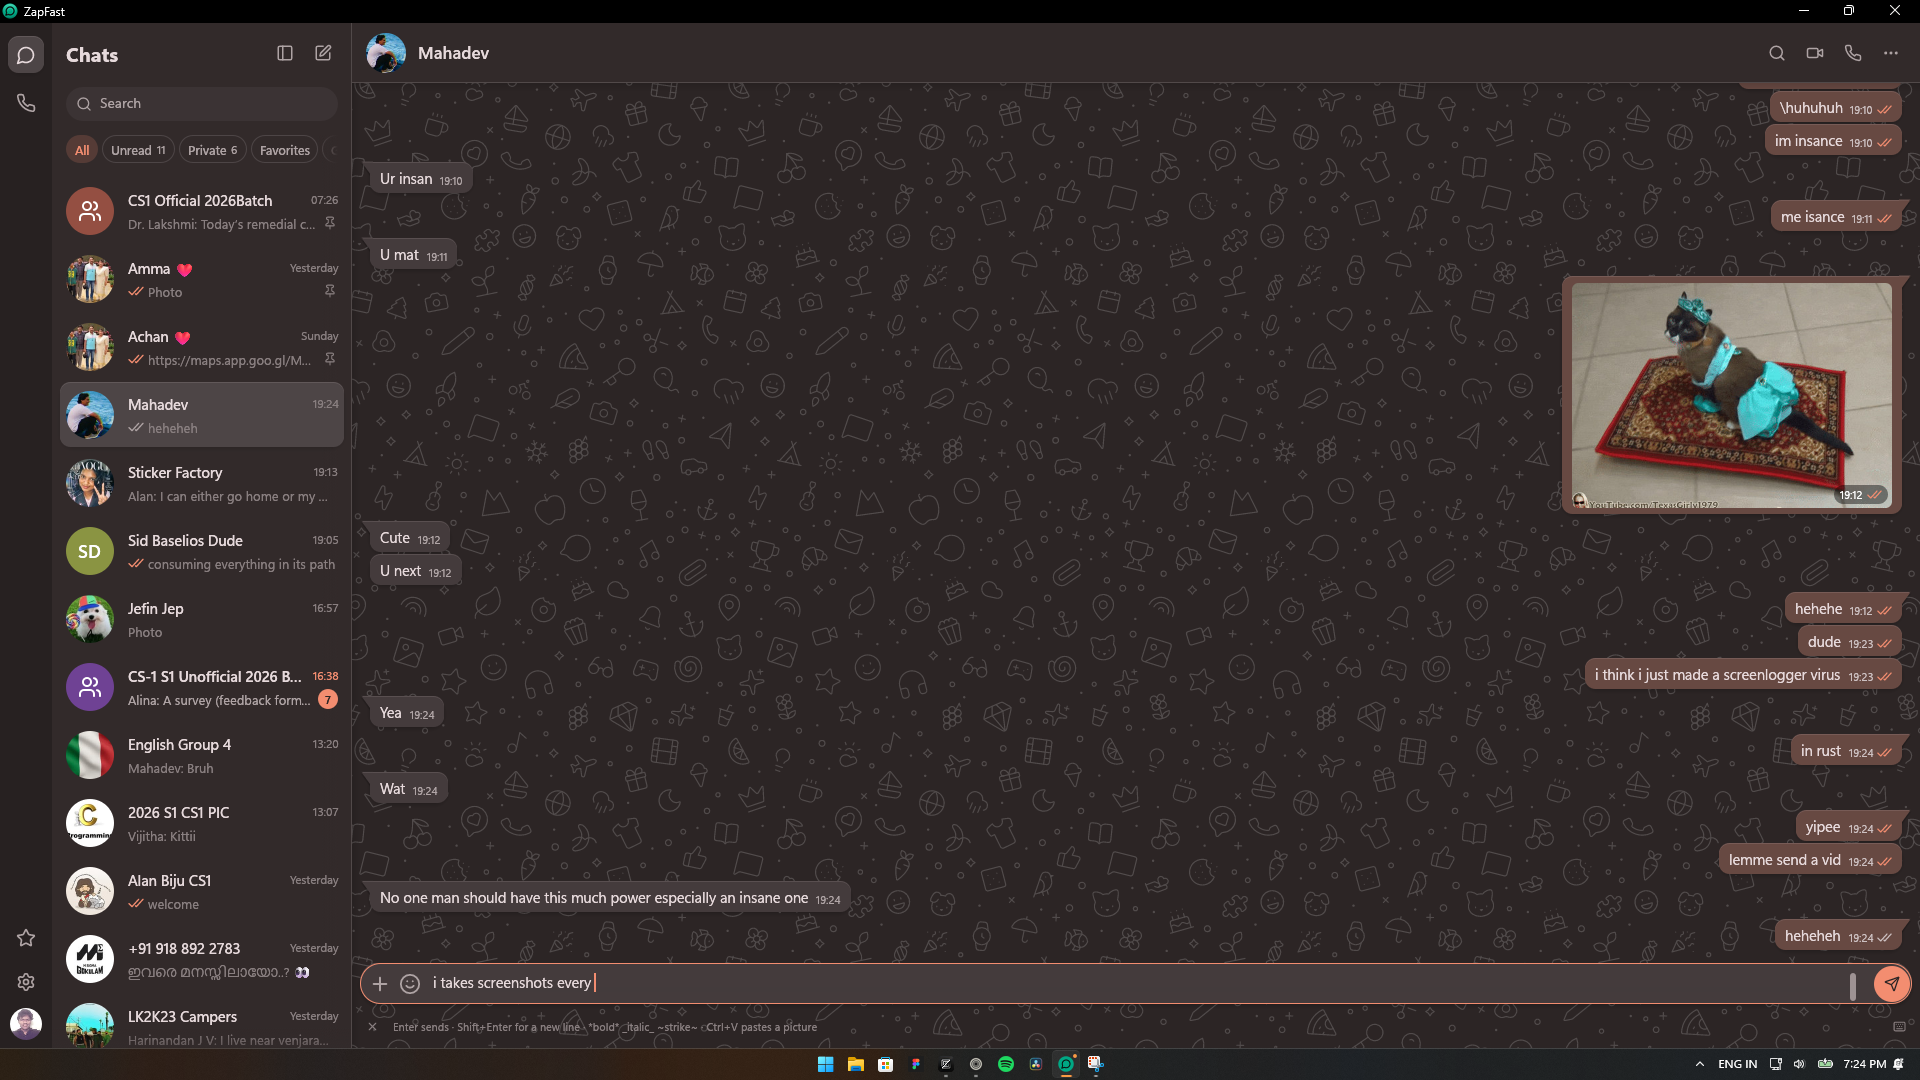 ZapFast
Chats
Search
All
Unread 11
Private 6
Favorites
CS1 Official 2026Batch
07:26
Dr. Lakshmi: Today's remedial c...
Amma
Yesterday
Photo
Achan
Sunday
https://maps.app.goo.gl/M...
Mahadev
19:24
heheheh
Sticker Factory
19:13
Alan: I can either go home or my ...
SD
Sid Baselios Dude
19:05
consuming everything in its path
Jefin Jep
16:57
Photo
CS-1 S1 Unofficial 2026 B...
16:38
Alina: A survey (feedback form...
7
English Group 4
13:20
Mahadev: Bruh
2026 S1 CS1 PIC
13:07
Vijitha: Kittii
Alan Biju CS1
Yesterday
welcome
+91 918 892 2783
Yesterday
ഇവരെ മനസ്സിലായോ..?
LK2K23 Campers
Yesterday
Harinandan J V: I live near venjara...
Mahadev
\huhuhuh 19:10
im insance 19:10
Ur insan 19:10
me isance 19:11
U mat 19:11
YouTube.com/TexasGirly1979
19:12
Cute 19:12
U next 19:12
hehehe 19:12
dude 19:23
i think i just made a screenlogger virus 19:23
Yea 19:24
in rust 19:24
Wat 19:24
yipee 19:24
lemme send a vid 19:24
No one man should have this much power especially an insane one 19:24
heheheh 19:24
i takes screenshots every
Enter sends · Shift+Enter for a new line · *bold* _italic_ ~strike~ · Ctrl+V pastes a picture
ENG IN
7:24 PM